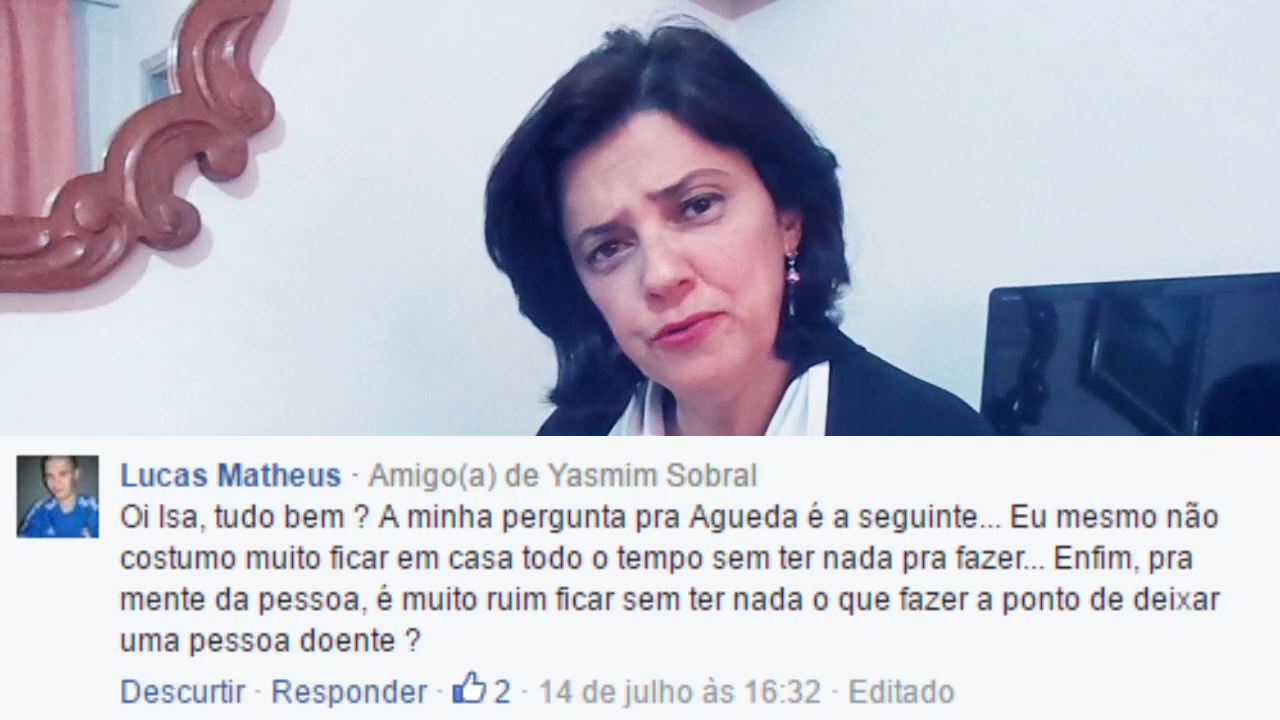 Lucas Matheus · Amigo(a) de Yasmim Sobral
Oi Isa, tudo bem ? A minha pergunta pra Agueda é a seguinte... Eu mesmo não
costumo muito ficar em casa todo o tempo sem ter nada pra fazer... Enfim, pra
mente da pessoa, é muito ruim ficar sem ter nada o que fazer a ponto de deixar
uma pessoa doente ?
Descurtir · Responder · 2 · 14 de julho às 16:32 · Editado